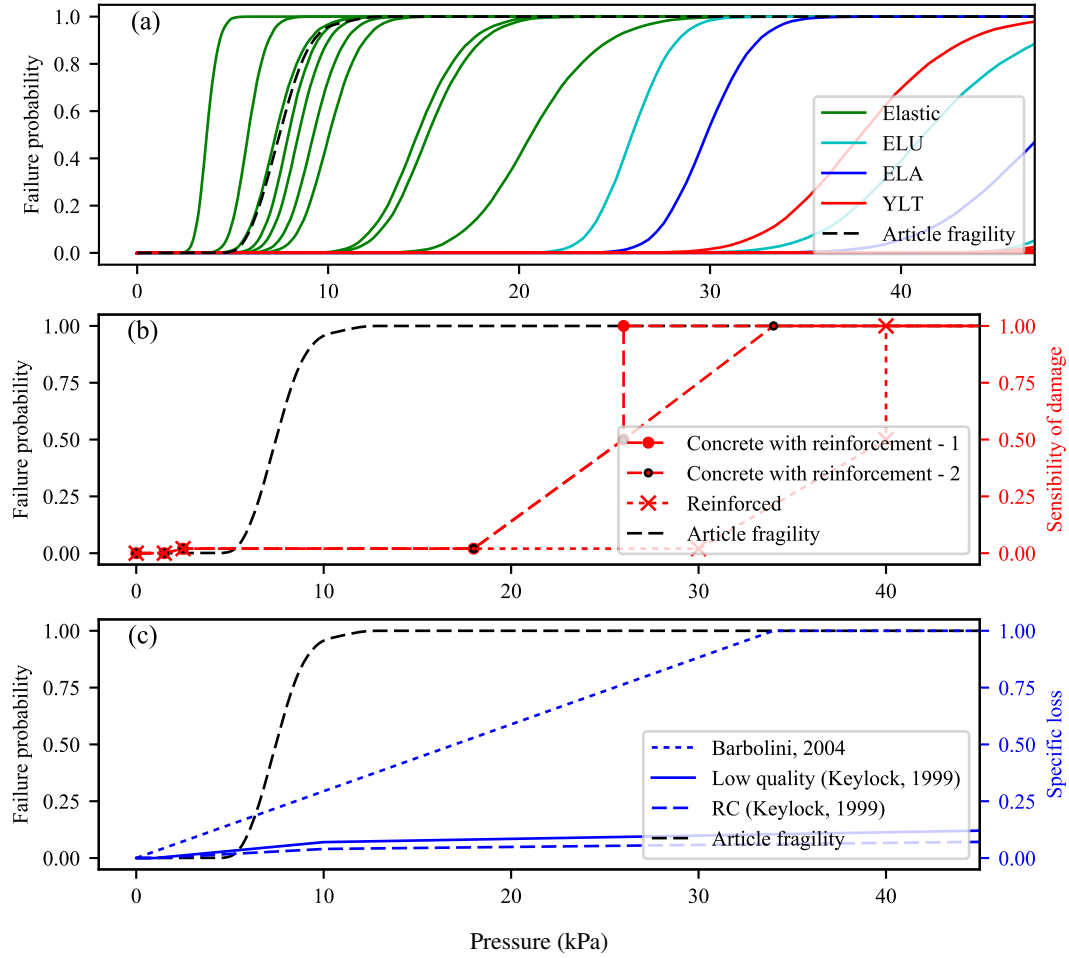 (a)
Failure probability
1.0
0.8
0.6
0.4
0.2
0.0
Elastic
ELU
ELA
YLT
Article fragility
0
10
20
30
40
(b)
Failure probability
1.00
0.75
0.50
0.25
0.00
1.00
0.75
0.50
0.25
0.00
Sensibility of damage
Concrete with reinforcement - 1
Concrete with reinforcement - 2
Reinforced
Article fragility
0
10
20
30
40
(c)
Failure probability
1.00
0.75
0.50
0.25
0.00
1.00
0.75
0.50
0.25
0.00
Specific loss
Barbolini, 2004
Low quality (Keylock, 1999)
RC (Keylock, 1999)
Article fragility
0
10
20
30
40
Pressure (kPa)